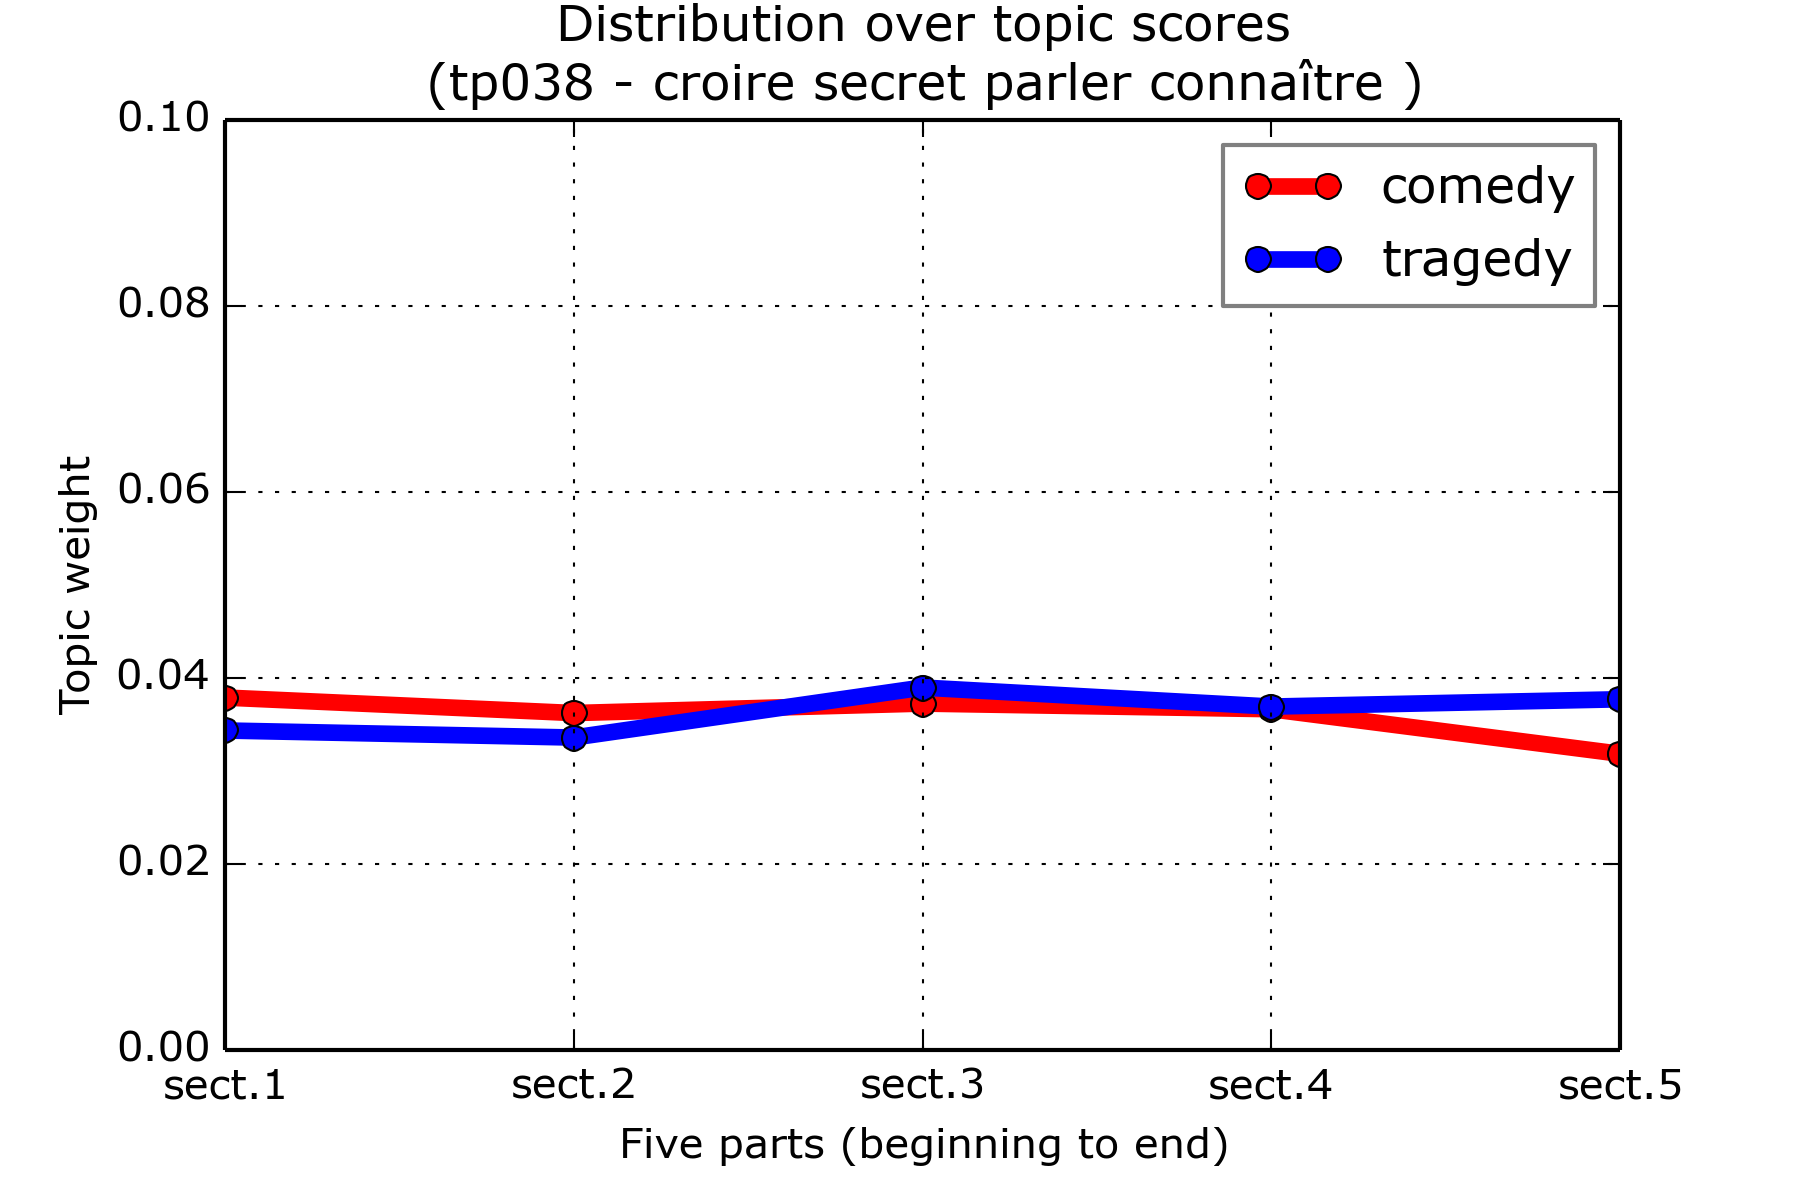 Distribution over topic scores
(tp038 - croire secret parler connaître )
0.10
0.08
0.06
0.04
0.02
0.00
Topic weight
comedy
tragedy
sect.1 sect.2 sect.3 sect.4 sect.5
Five parts (beginning to end)